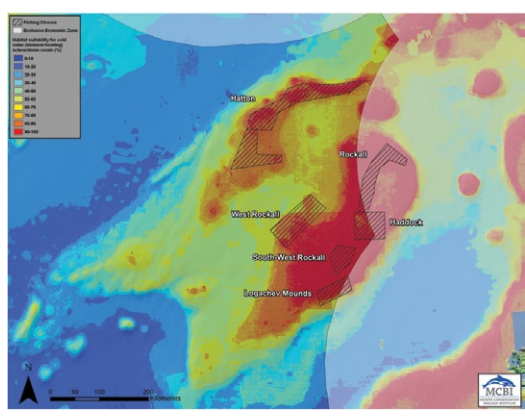 Fishing Closure
Exclusive Economic Zone
Habitat suitability for cold
water (habitat-forming)
scleractinian corals (%)
0-10
10-20
20-30
30-40
40-50
50-60
60-70
70-80
80-90
90-100
Hatton
Rockall
West Rockall
Haddock
South-West Rockall
Logachev Mounds
N
0 50 100 200
Kilometers
MCBI